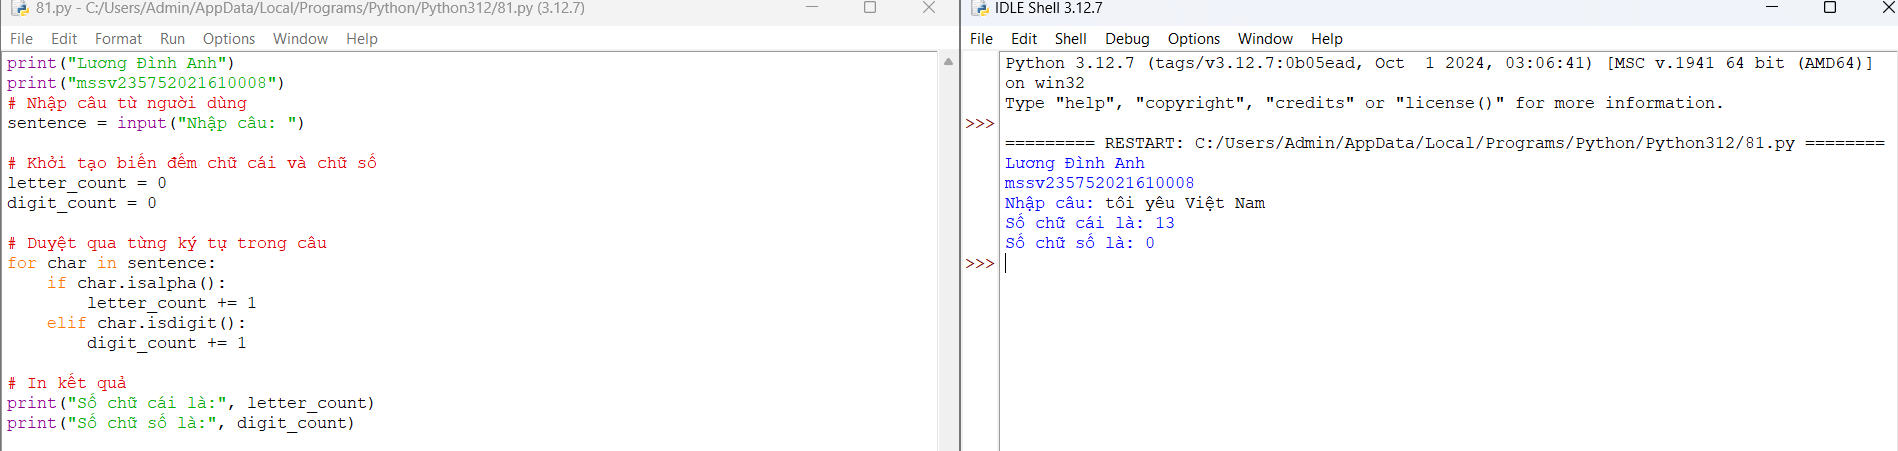 81.py - C:/Users/Admin/AppData/Local/Programs/Python/Python312/81.py (3.12.7)
File Edit Format Run Options Window Help
print("Lương Đình Anh")
print("mssv235752021610008")
# Nhập câu từ người dùng
sentence = input("Nhập câu: ")
# Khởi tạo biến đếm chữ cái và chữ số
letter_count = 0
digit_count = 0
# Duyệt qua từng ký tự trong câu
for char in sentence:
    if char.isalpha():
        letter_count += 1
    elif char.isdigit():
        digit_count += 1
# In kết quả
print("Số chữ cái là:", letter_count)
print("Số chữ số là:", digit_count)
IDLE Shell 3.12.7
File Edit Shell Debug Options Window Help
Python 3.12.7 (tags/v3.12.7:0b05ead, Oct  1 2024, 03:06:41) [MSC v.1941 64 bit (AMD64)]
on win32
Type "help", "copyright", "credits" or "license()" for more information.
>>>
========= RESTART: C:/Users/Admin/AppData/Local/Programs/Python/Python312/81.py ========
Lương Đình Anh
mssv235752021610008
Nhập câu: tôi yêu Việt Nam
Số chữ cái là: 13
Số chữ số là: 0
>>>